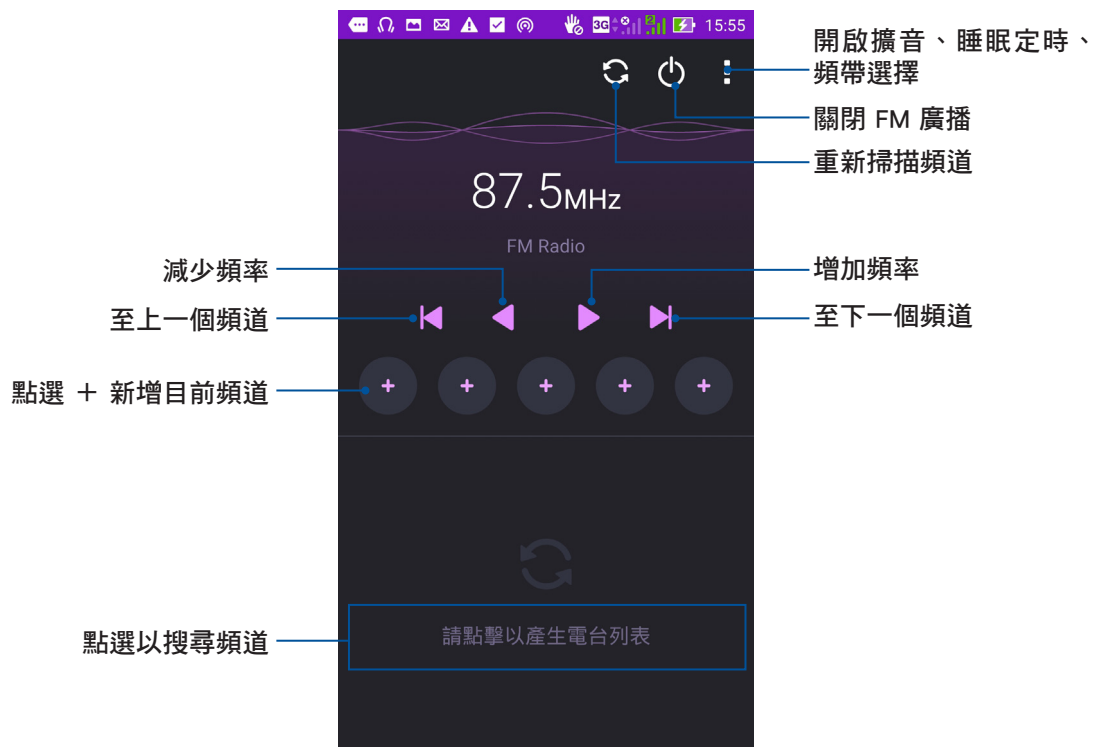 3G 2 15:55
開啟擴音、睡眠定時、
頻帶選擇
關閉 FM 廣播
重新掃描頻道
87.5MHz
FM Radio
減少頻率
增加頻率
至上一個頻道
至下一個頻道
點選 + 新增目前頻道
+ + + + +
點選以搜尋頻道
請點擊以產生電台列表